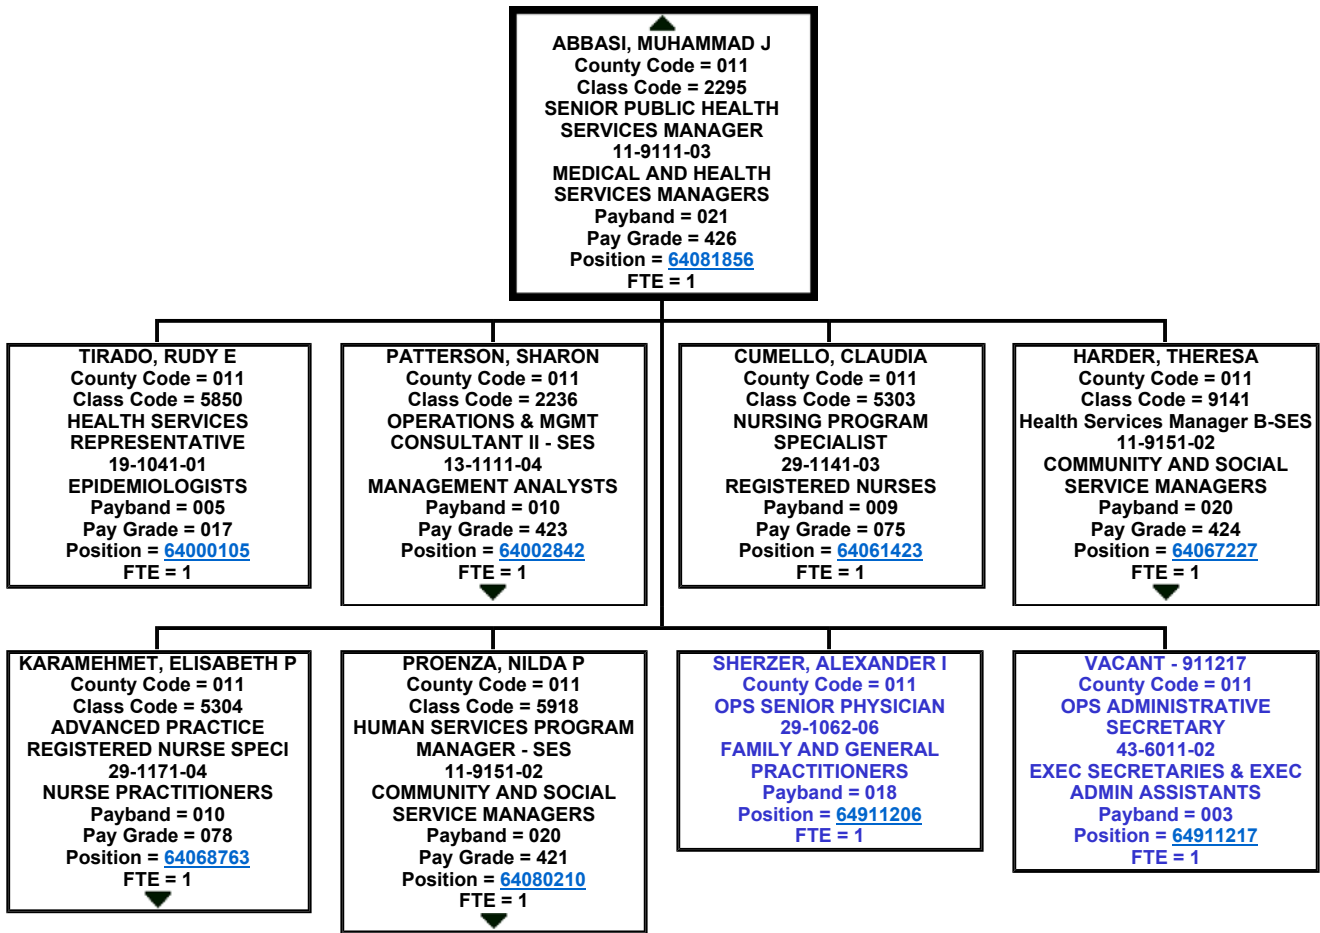 ABBASI, MUHAMMAD J
County Code = 011
Class Code = 2295
SENIOR PUBLIC HEALTH
SERVICES MANAGER
11-9111-03
MEDICAL AND HEALTH
SERVICES MANAGERS
Payband = 021
Pay Grade = 426
Position = 64081856
FTE = 1
TIRADO, RUDY E
County Code = 011
Class Code = 5850
HEALTH SERVICES
REPRESENTATIVE
19-1041-01
EPIDEMIOLOGISTS
Payband = 005
Pay Grade = 017
Position = 64000105
FTE = 1
PATTERSON, SHARON
County Code = 011
Class Code = 2236
OPERATIONS & MGMT
CONSULTANT II - SES
13-1111-04
MANAGEMENT ANALYSTS
Payband = 010
Pay Grade = 423
Position = 64002842
FTE = 1
CUMELLO, CLAUDIA
County Code = 011
Class Code = 5303
NURSING PROGRAM
SPECIALIST
29-1141-03
REGISTERED NURSES
Payband = 009
Pay Grade = 075
Position = 64061423
FTE = 1
HARDER, THERESA
County Code = 011
Class Code = 9141
Health Services Manager B-SES
11-9151-02
COMMUNITY AND SOCIAL
SERVICE MANAGERS
Payband = 020
Pay Grade = 424
Position = 64067227
FTE = 1
KARAMEHMET, ELISABETH P
County Code = 011
Class Code = 5304
ADVANCED PRACTICE
REGISTERED NURSE SPECI
29-1171-04
NURSE PRACTITIONERS
Payband = 010
Pay Grade = 078
Position = 64068763
FTE = 1
PROENZA, NILDA P
County Code = 011
Class Code = 5918
HUMAN SERVICES PROGRAM
MANAGER - SES
11-9151-02
COMMUNITY AND SOCIAL
SERVICE MANAGERS
Payband = 020
Pay Grade = 421
Position = 64080210
FTE = 1
SHERZER, ALEXANDER I
County Code = 011
OPS SENIOR PHYSICIAN
29-1062-06
FAMILY AND GENERAL
PRACTITIONERS
Payband = 018
Position = 64911206
FTE = 1
VACANT - 911217
County Code = 011
OPS ADMINISTRATIVE
SECRETARY
43-6011-02
EXEC SECRETARIES & EXEC
ADMIN ASSISTANTS
Payband = 003
Position = 64911217
FTE = 1